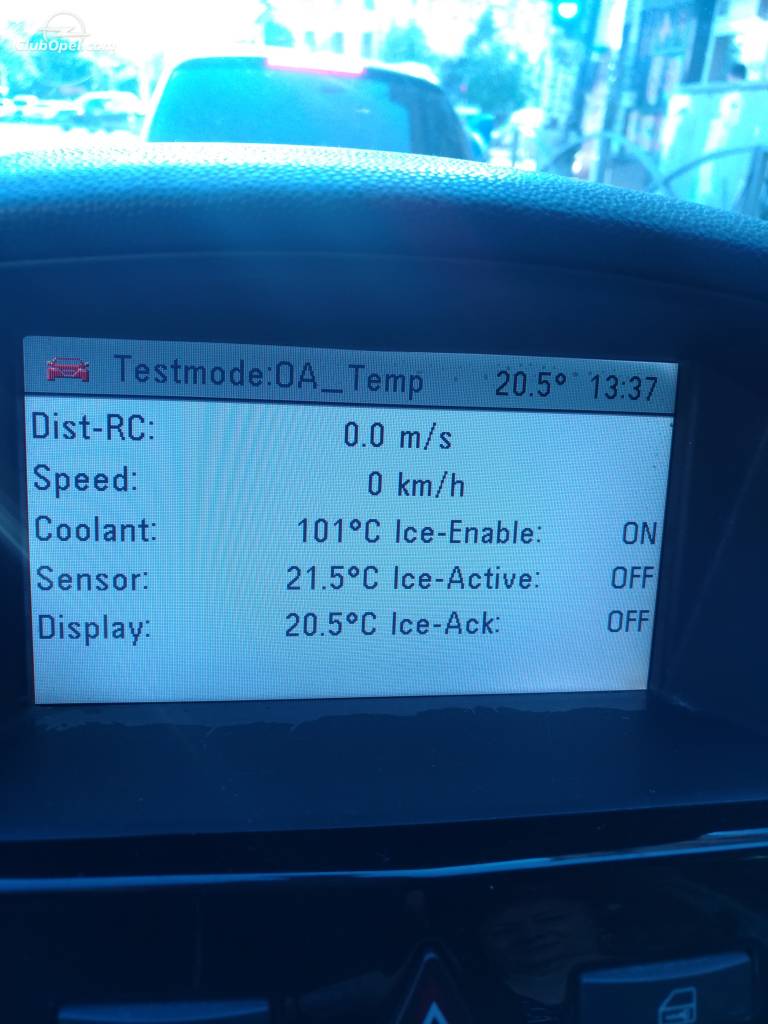 ClubOpel.com
Testmode:OA_Temp 20.5° 13:37
Dist-RC: 0.0 m/s
Speed: 0 km/h
Coolant: 101°C Ice-Enable: ON
Sensor: 21.5°C Ice-Active: OFF
Display: 20.5°C Ice-Ack: OFF